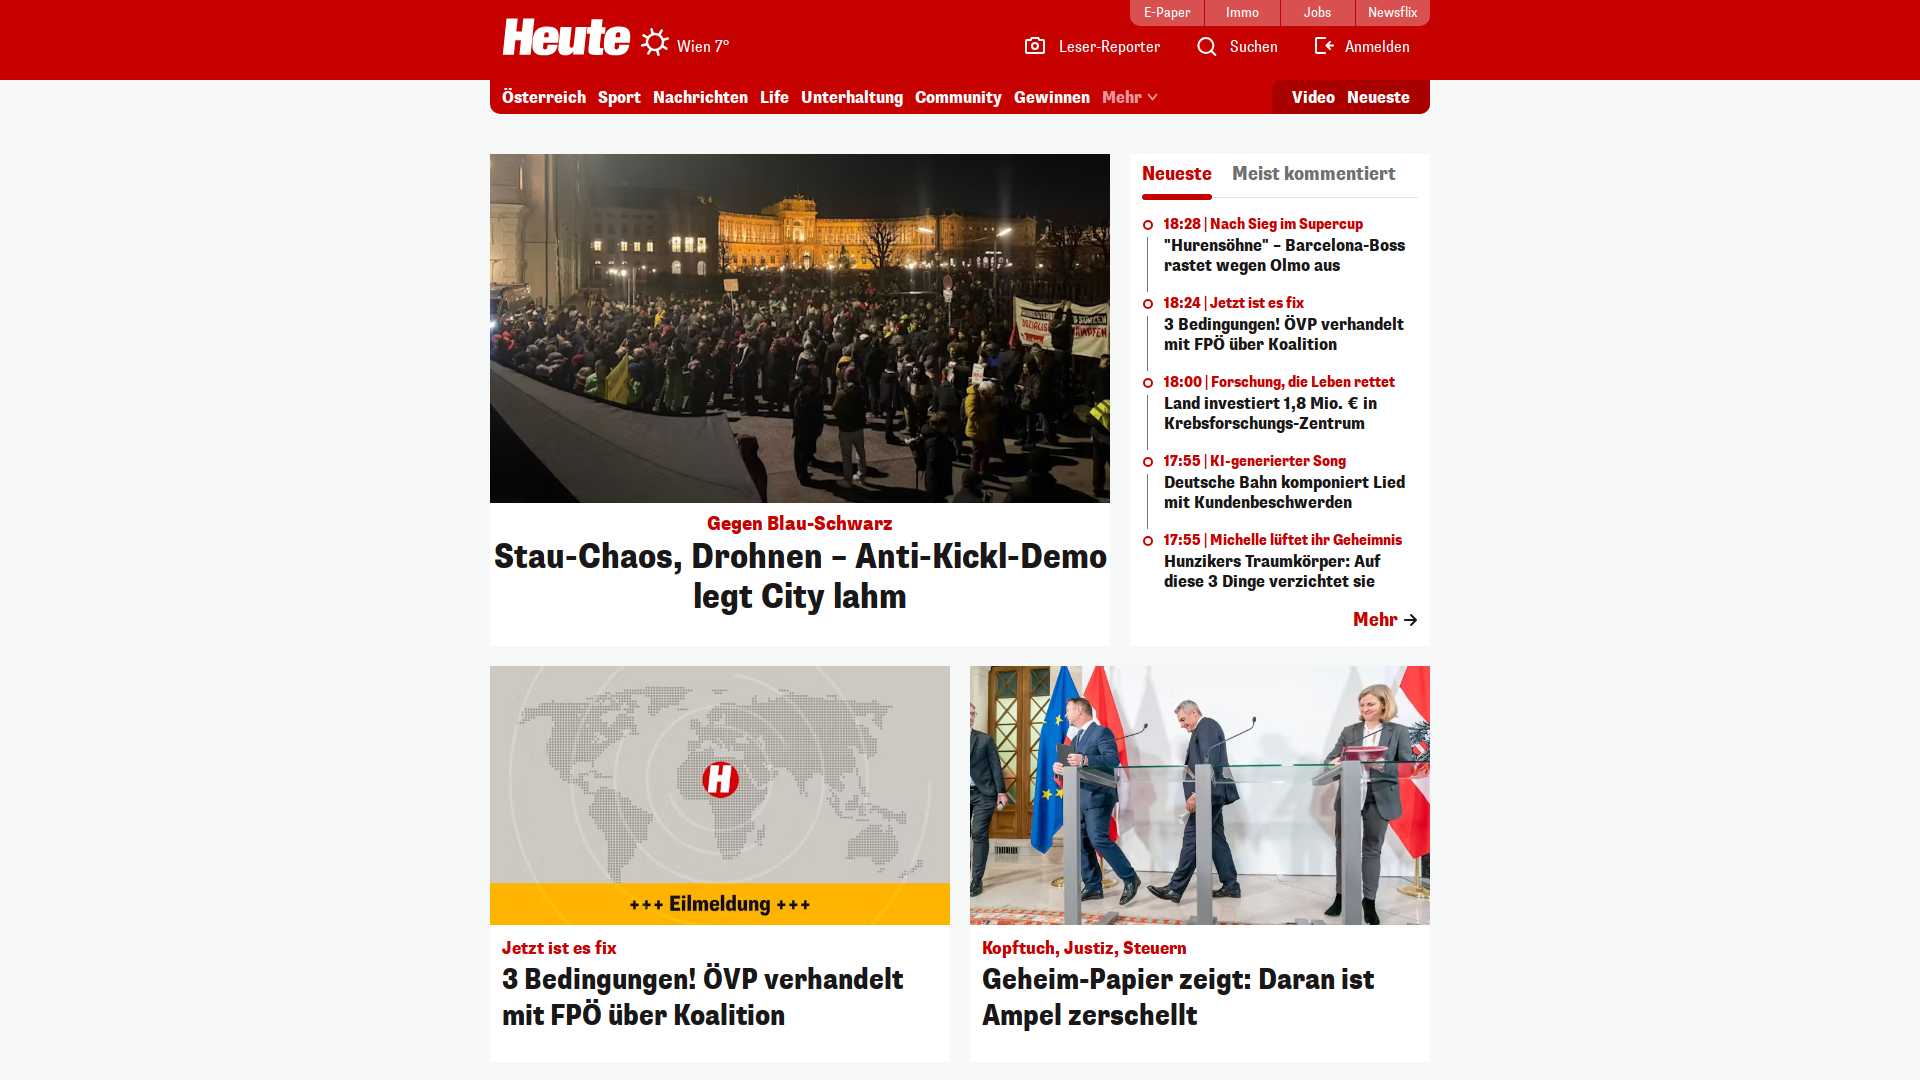 E-Paper
Immo
Jobs
Newsflix
Heute
Wien 7°
Leser-Reporter
Suchen
Anmelden
Österreich
Sport
Nachrichten
Life
Unterhaltung
Community
Gewinnen
Mehr
Video
Neueste
Gegen Blau-Schwarz
Stau-Chaos, Drohnen – Anti-Kickl-Demo
legt City lahm
Neueste
Meist kommentiert
18:28 | Nach Sieg im Supercup
"Hurensöhne" – Barcelona-Boss
rastet wegen Olmo aus
18:24 | Jetzt ist es fix
3 Bedingungen! ÖVP verhandelt
mit FPÖ über Koalition
18:00 | Forschung, die Leben rettet
Land investiert 1,8 Mio. € in
Krebsforschungs-Zentrum
17:55 | KI-generierter Song
Deutsche Bahn komponiert Lied
mit Kundenbeschwerden
17:55 | Michelle lüftet ihr Geheimnis
Hunzikers Traumkörper: Auf
diese 3 Dinge verzichtet sie
Mehr
H
+++ Eilmeldung +++
Jetzt ist es fix
3 Bedingungen! ÖVP verhandelt
mit FPÖ über Koalition
Kopftuch, Justiz, Steuern
Geheim-Papier zeigt: Daran ist
Ampel zerschellt